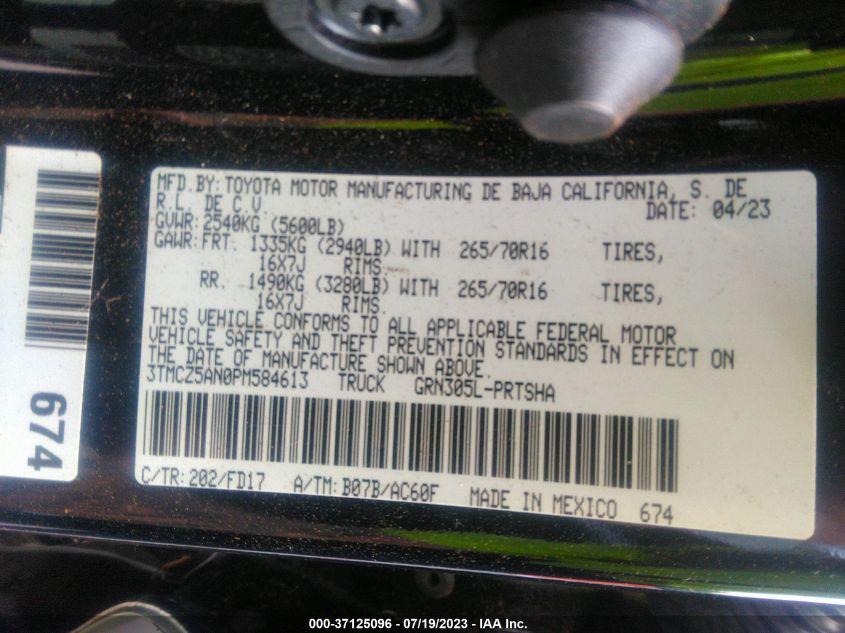 MFD.BY:TOYOTA MOTOR MANUFACTURING DE BAJA CALIFORNIA, S. DE
R.L. DE C.V. DATE: 04/23
GVWR:2540KG (5600LB)
GAWR:FRT. 1335KG (2940LB) WITH 265/70R16 TIRES,
16X7J RIMS.
RR. 1490KG (3280LB) WITH 265/70R16 TIRES,
16X7J RIMS.
THIS VEHICLE CONFORMS TO ALL APPLICABLE FEDERAL MOTOR
VEHICLE SAFETY AND THEFT PREVENTION STANDARDS IN EFFECT ON
THE DATE OF MANUFACTURE SHOWN ABOVE.
3TMCZ5AN0PM584613 TRUCK GRN305L-PRTSHA
C/TR:202/FD17 A/TM:B07B/AC60F MADE IN MEXICO 674
674
000-37125096 - 07/19/2023 - IAA Inc.